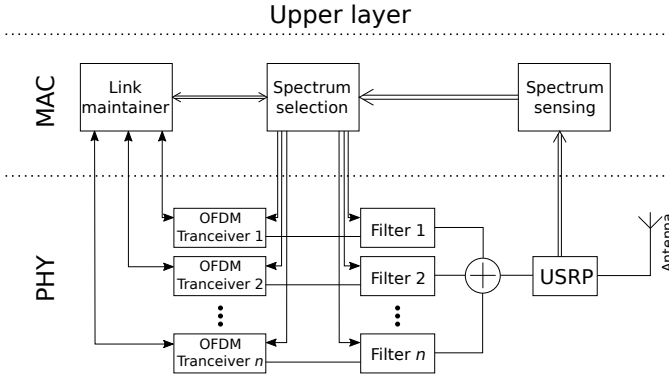 Upper layer
MAC
Link
maintainer
Spectrum
selection
Spectrum
sensing
PHY
OFDM
Tranceiver 1
Filter 1
OFDM
Tranceiver 2
Filter 2
USRP
Antenna
OFDM
Tranceiver n
Filter n